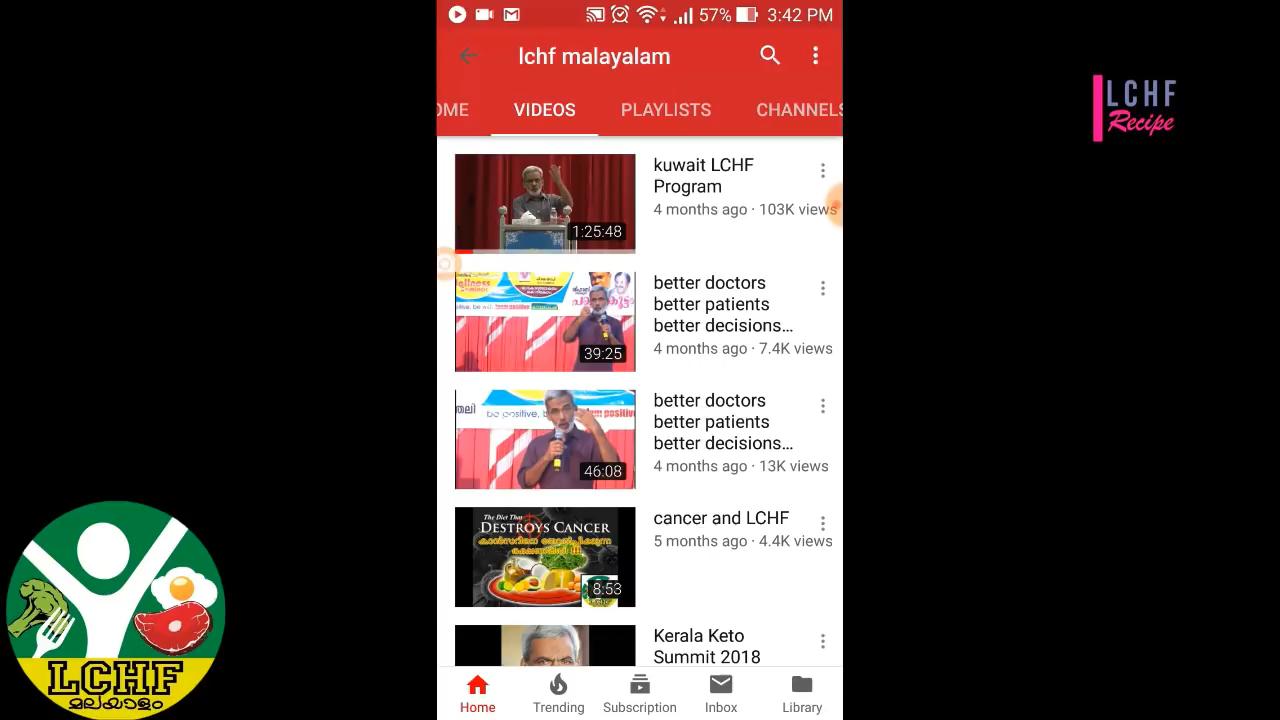 57% 3:42 PM
lchf malayalam
OME VIDEOS PLAYLISTS CHANNELS
LCHF
Recipe
kuwait LCHF
Program
4 months ago · 103K views
1:25:48
better doctors
better patients
better decisions...
4 months ago · 7.4K views
39:25
better doctors
better patients
better decisions...
4 months ago · 13K views
be positive, b
positive
46:08
The Diet That
DESTROYS CANCER
8:53
cancer and LCHF
5 months ago · 4.4K views
Kerala Keto
Summit 2018
LCHF
മലയാളം
Home Trending Subscription Inbox Library